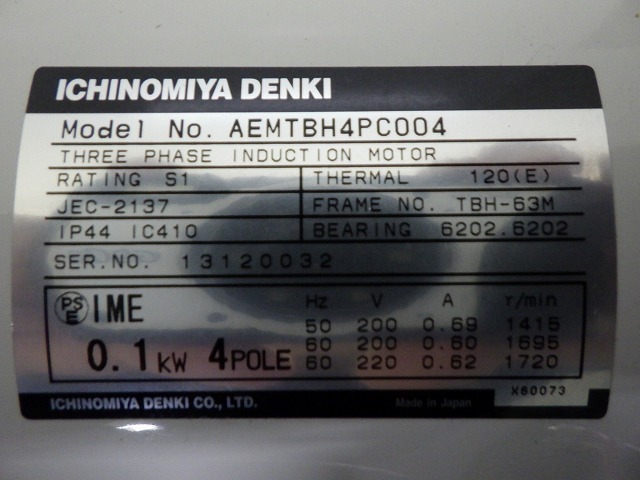 ICHINOMIYA DENKI
Model No. AEMTBH4PC004
THREE PHASE INDUCTION MOTOR
RATING S1 THERMAL 120(E)
JEC-2137 FRAME NO. TBH-63M
IP44 IC410 BEARING 6202.6202
SER.NO. 13120032
PS E IME Hz V A r/min
50 200 0.69 1415
60 200 0.60 1695
0.1kW 4POLE 60 220 0.62 1720
X60073
ICHINOMIYA DENKI CO., LTD. Made in Japan